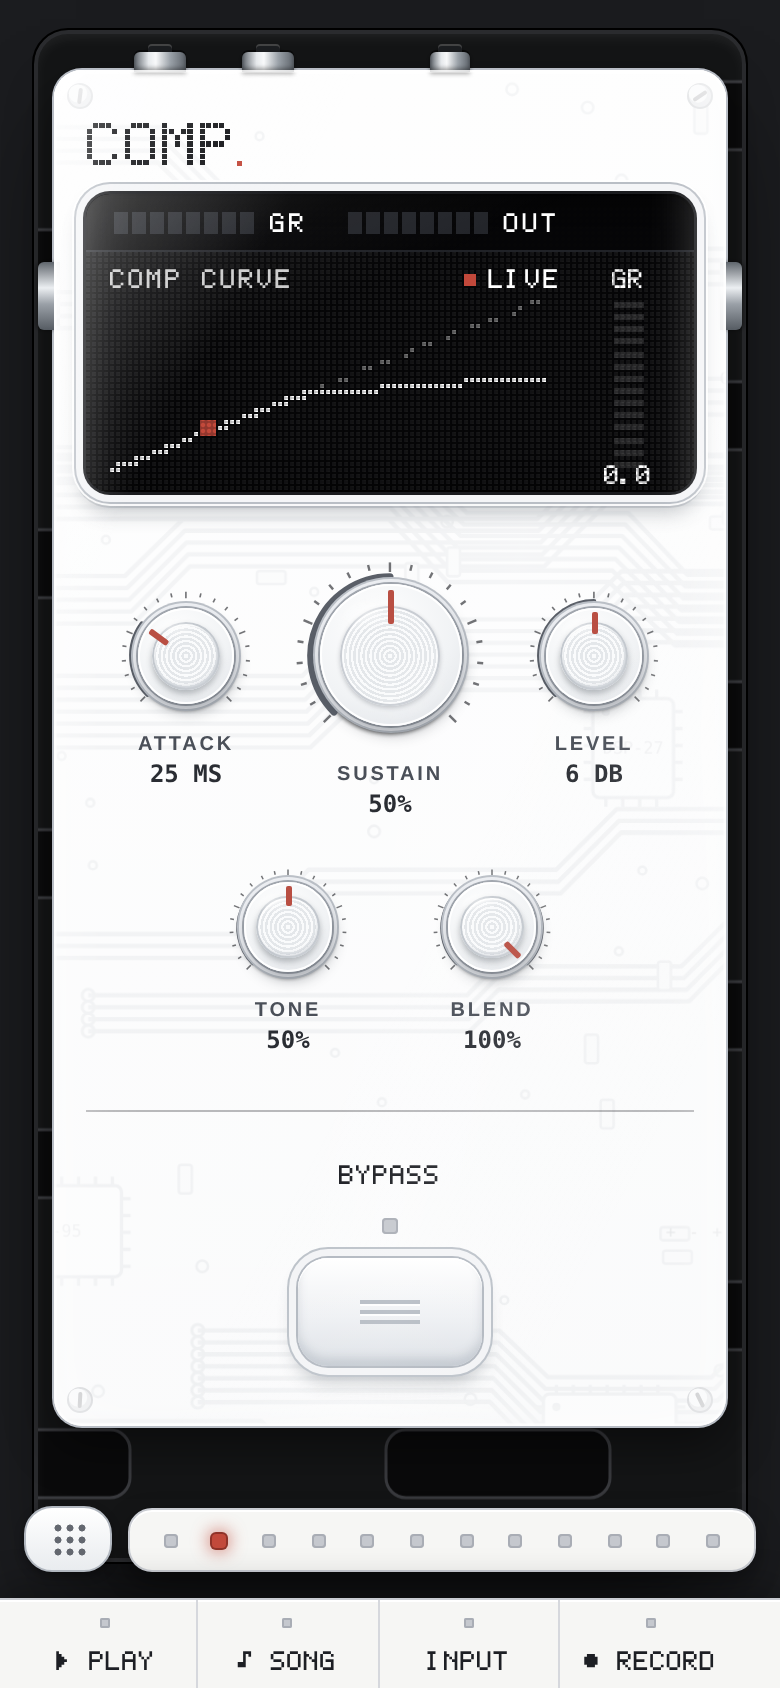 COMP.
GR OUT
COMP CURVE LIVE GR
0.0
ATTACK
25 MS
SUSTAIN
50%
LEVEL
6 DB
TONE
50%
BLEND
100%
95
BYPASS
PLAY SONG INPUT RECORD